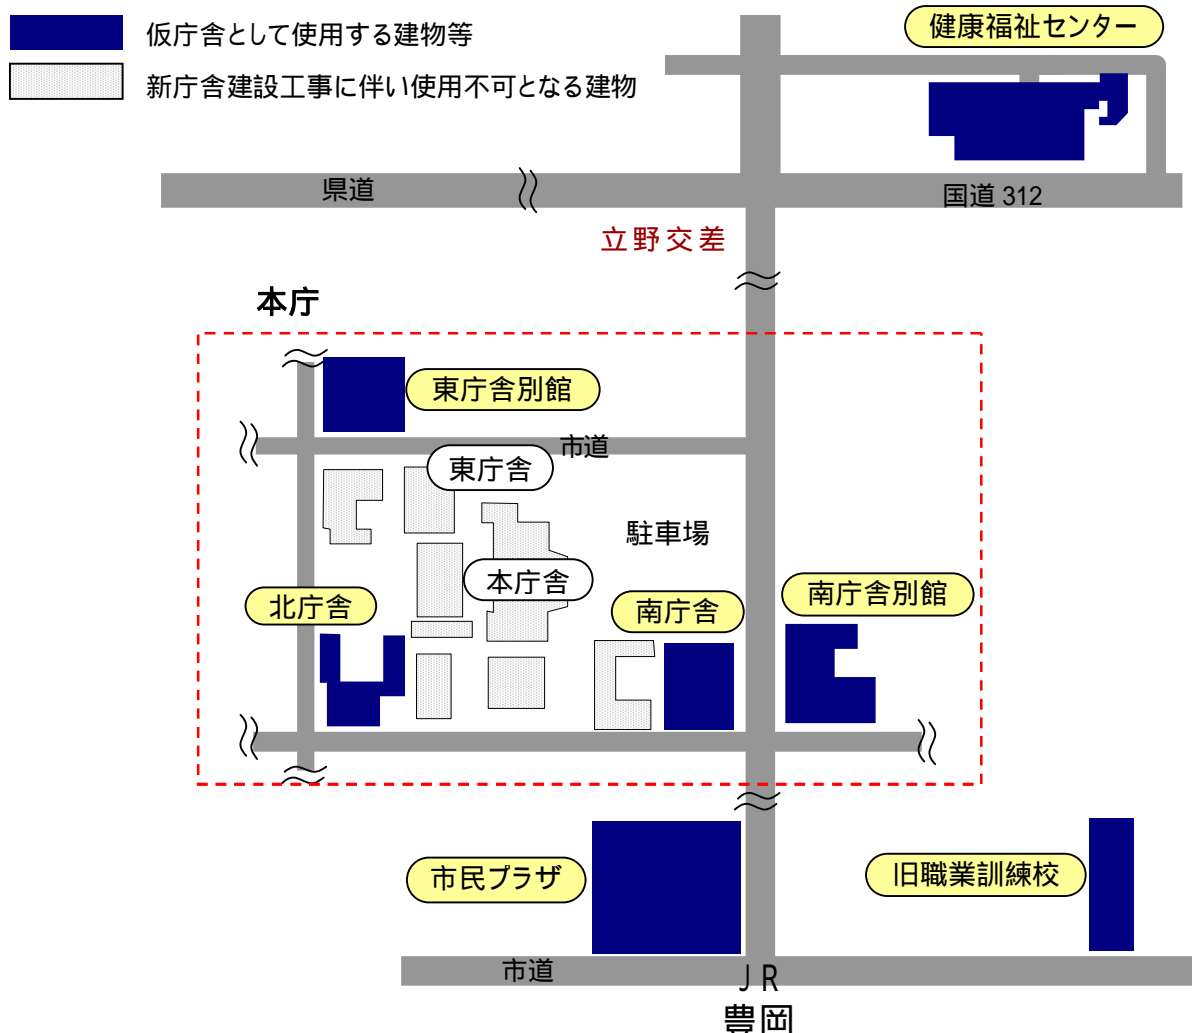 仮庁舎として使用する建物等
健康福祉センター
新庁舎建設工事に伴い使用不可となる建物
県道
国道 312
立野交差
本庁
東庁舎別館
市道
東庁舎
駐車場
本庁舎
北庁舎
南庁舎
南庁舎別館
市民プラザ
旧職業訓練校
市道
ＪＲ
豊岡